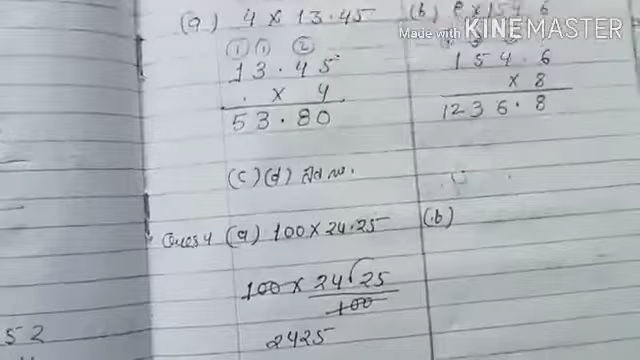 (a) 4 × 13.45
(b) 8 × 154.6
Made with
KINEMASTER
① ① ②
13.45
× 4
53.80
154.6
× 8
1236.8
(c) (d)
Ques 4 (a) 100 × 24.25
(b)
100 × 24 25
100
2425
52